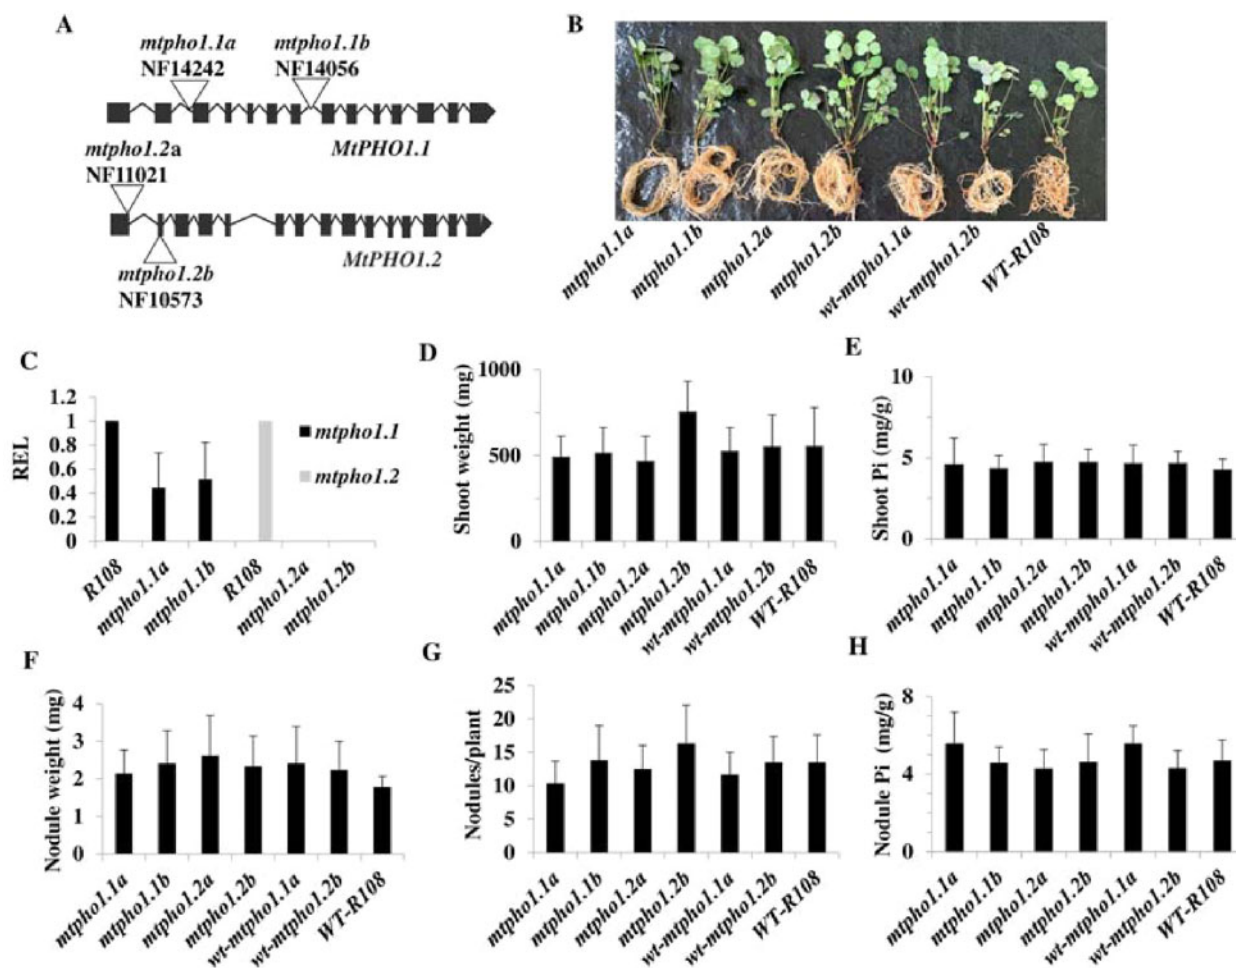 A
mtpho1.1a mtpho1.1b
NF14242 NF14056
MtPHO1.1
mtpho1.2a
NF11021
MtPHO1.2
mtpho1.2b
NF10573
B
mtpho1.1a
mtpho1.1b
mtpho1.2a
mtpho1.2b
wt-mtpho1.1a
wt-mtpho1.2b
WT-R108
C
REL
1.2
1
0.8
0.6
0.4
0.2
0
mtpho1.1
mtpho1.2
R108
mtpho1.1a
mtpho1.1b
R108
mtpho1.2a
mtpho1.2b
D
Shoot weight (mg)
1000
500
0
mtpho1.1a
mtpho1.1b
mtpho1.2a
mtpho1.2b
wt-mtpho1.1a
wt-mtpho1.2b
WT-R108
E
Shoot Pi (mg/g)
10
5
0
mtpho1.1a
mtpho1.1b
mtpho1.2a
mtpho1.2b
wt-mtpho1.1a
wt-mtpho1.2b
WT-R108
F
Nodule weight (mg)
4
3
2
1
0
mtpho1.1a
mtpho1.1b
mtpho1.2a
mtpho1.2b
wt-mtpho1.1a
wt-mtpho1.2b
WT-R108
G
Nodules/plant
25
20
15
10
5
0
mtpho1.1a
mtpho1.1b
mtpho1.2a
mtpho1.2b
wt-mtpho1.1a
wt-mtpho1.2b
WT-R108
H
Nodule Pi (mg/g)
8
4
0
mtpho1.1a
mtpho1.1b
mtpho1.2a
mtpho1.2b
wt-mtpho1.1a
wt-mtpho1.2b
WT-R108